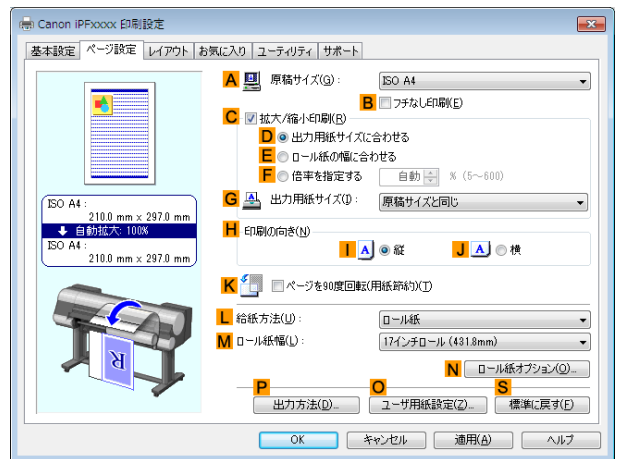 Canon iPFxxxx 印刷設定
基本設定 ページ設定 レイアウト お気に入り ユーティリティ サポート
A 原稿サイズ(G) : ISO A4
B フチなし印刷(E)
C 拡大/縮小印刷(R)
D 出力用紙サイズに合わせる
E ロール紙の幅に合わせる
F 倍率を指定する 自動 % (5～600)
G 出力用紙サイズ(I): 原稿サイズと同じ
ISO A4 :
210.0 mm x 297.0 mm
自動拡大: 100%
ISO A4 :
210.0 mm x 297.0 mm
H 印刷の向き(N)
I A 縦 J A 横
K ページを90度回転(用紙節約)(T)
L 給紙方法(U) : ロール紙
M ロール紙幅(L) : 17インチロール (431.8mm)
R
N ロール紙オプション(O)...
P O S
出力方法(D)... ユーザ用紙設定(Z)... 標準に戻す(F)
OK キャンセル 適用(A) ヘルプ